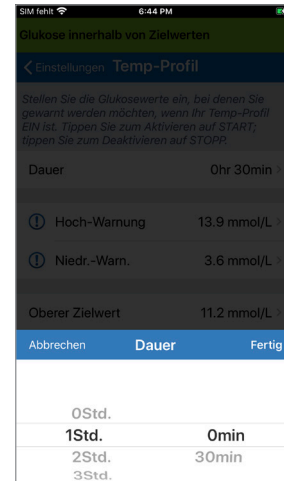 SIM fehlt 6:44 PM
Glukose innerhalb von Zielwerten
Einstellungen Temp-Profil
Stellen Sie die Glukosewerte ein, bei denen Sie
gewarnt werden möchten, wenn Ihr Temp-Profil
EIN ist. Tippen Sie zum Aktivieren auf START;
tippen Sie zum Deaktivieren auf STOPP.
Dauer 0hr 30min
Hoch-Warnung 13.9 mmol/L
Niedr.-Warn. 3.6 mmol/L
Oberer Zielwert 11.2 mmol/L
Abbrechen Dauer Fertig
0Std.
1Std. 0min
2Std. 30min
3Std.